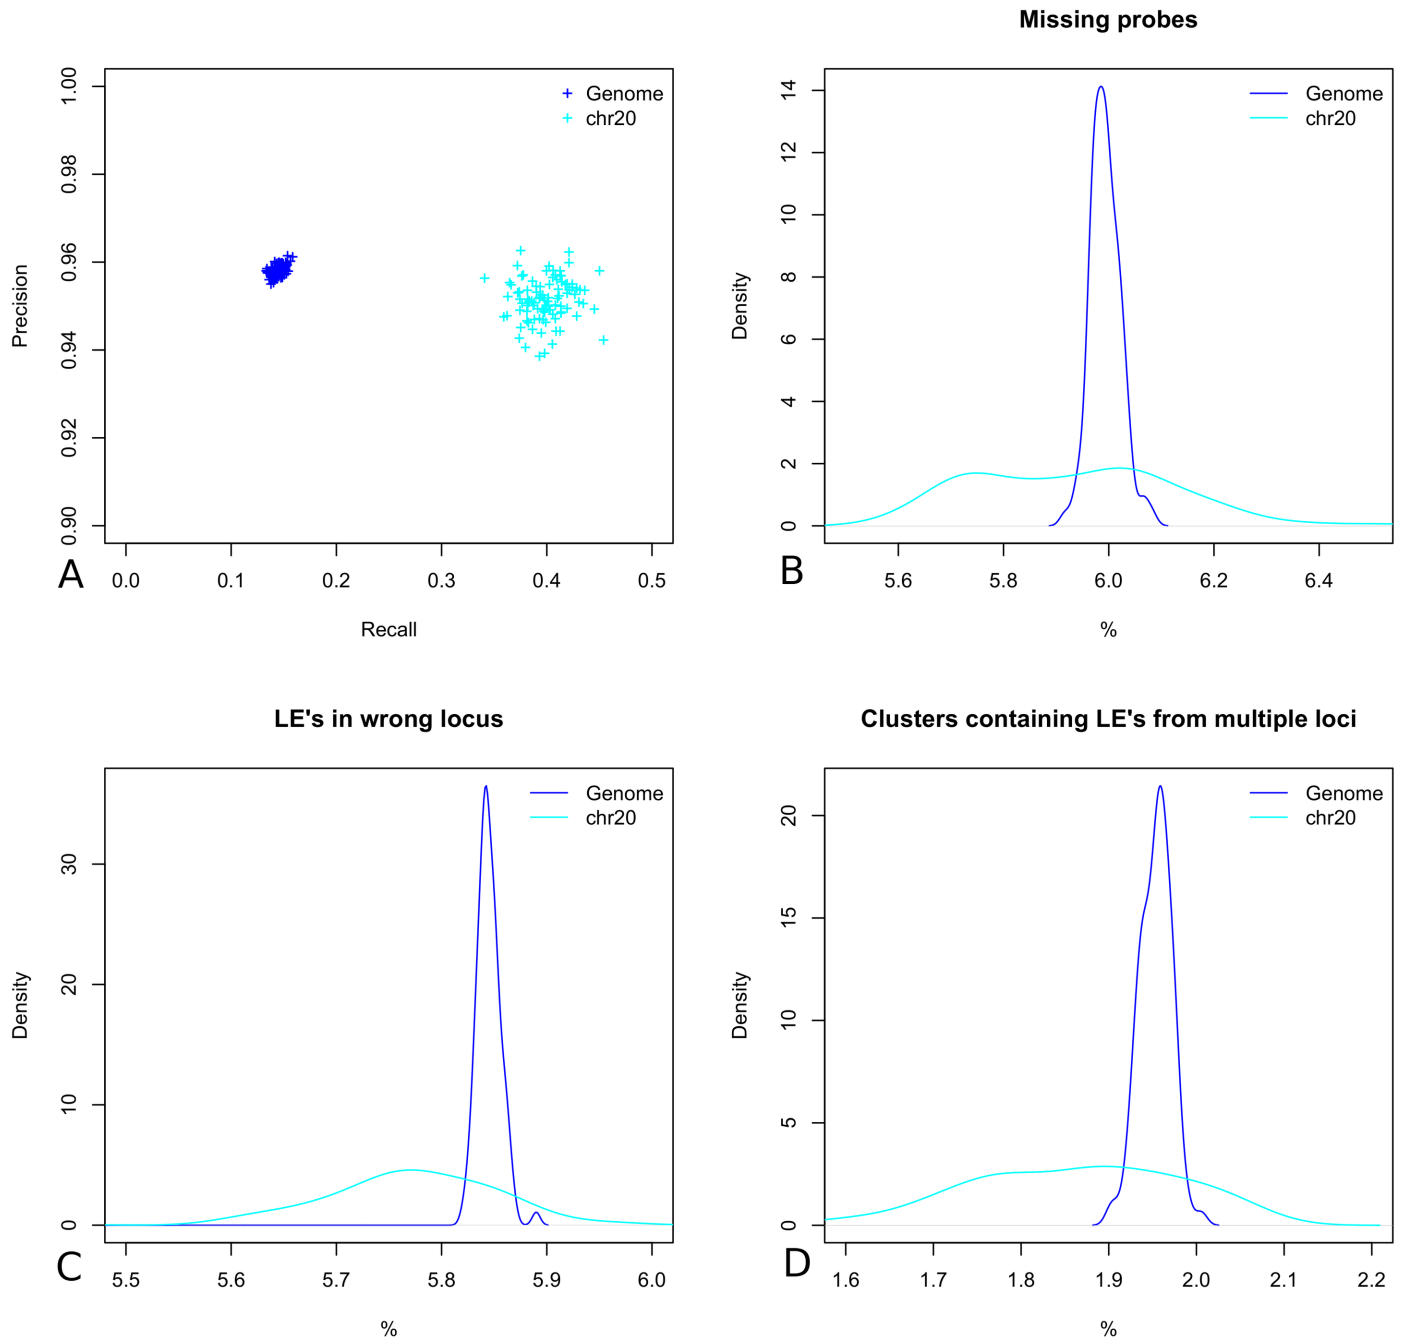 Precision
1.00
0.98
0.96
0.94
0.92
0.90
Genome
chr20
A
0.0 0.1 0.2 0.3 0.4 0.5
Recall
Missing probes
Density
14
12
10
8
6
4
2
0
Genome
chr20
B
5.6 5.8 6.0 6.2 6.4
%
LE's in wrong locus
Density
30
20
10
0
Genome
chr20
C
5.5 5.6 5.7 5.8 5.9 6.0
%
Clusters containing LE's from multiple loci
Density
20
15
10
5
0
Genome
chr20
D
1.6 1.7 1.8 1.9 2.0 2.1 2.2
%